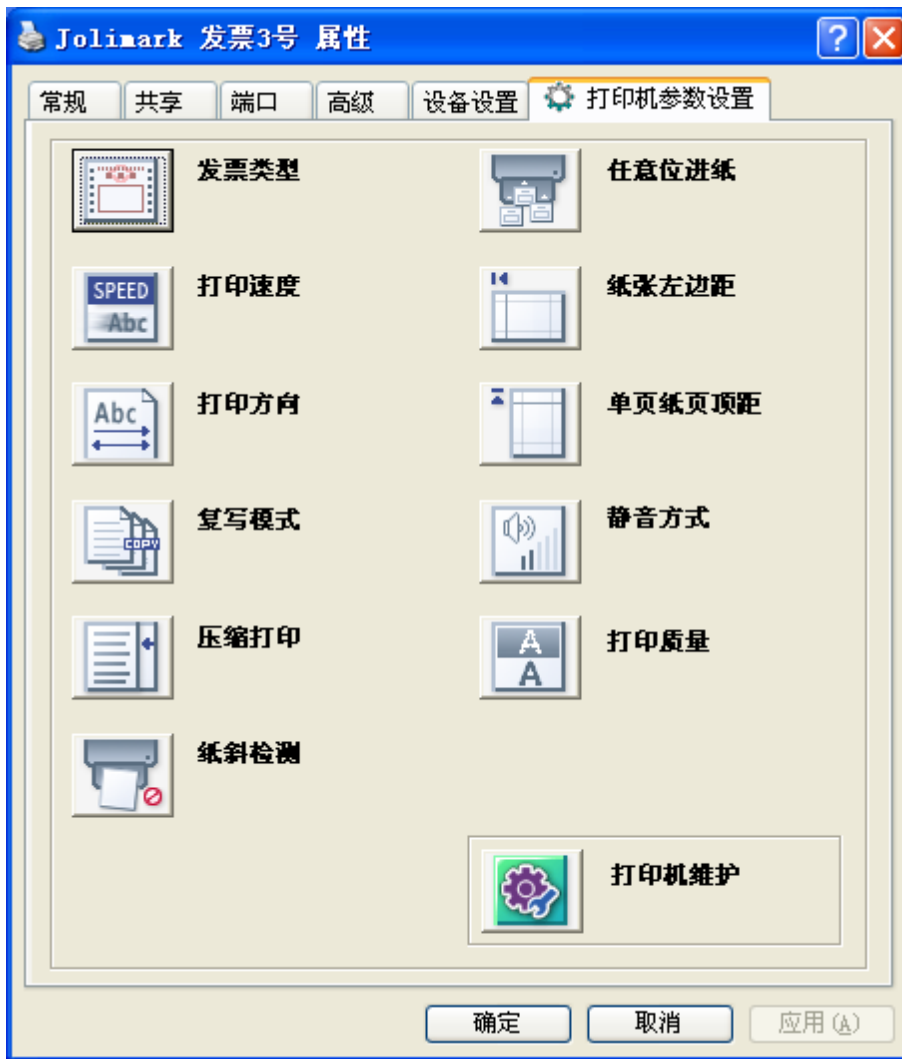 Jolimark 发票3号 属性
常规 共享 端口 高级 设备设置 打印机参数设置
发票类型 任意位进纸
SPEED
Abc
打印速度 纸张左边距
Abc
打印方向 单页纸页顶距
COPY
复写模式 静音方式
压缩打印 A A 打印质量
纸斜检测
打印机维护
确定 取消 应用(A)